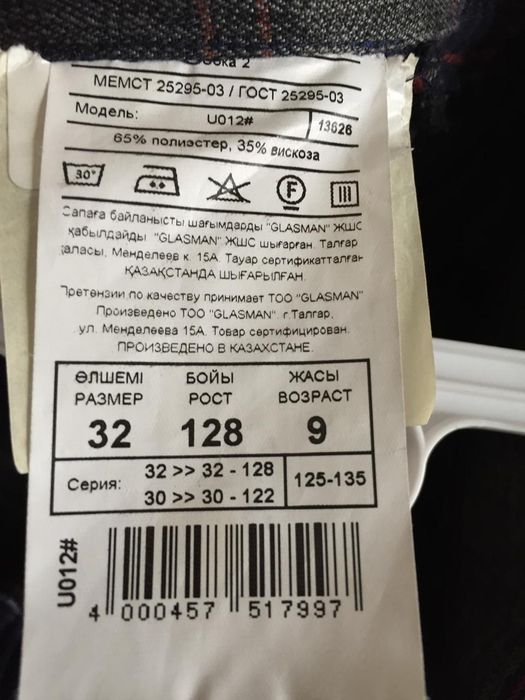 МЕМСТ 25295-03 / ГОСТ 25295-03
Модель: U012# 13626
65% полиэстер, 35% вискоза
30° F
Сапаға байланысты шағымдарды "GLASMAN" ЖШС
қабылдайды "GLASMAN" ЖШС шығарған. Талгар
қаласы, Менделеев к. 15А. Тауар сертификатталған
ҚАЗАҚСТАНДА ШЫҒАРЫЛҒАН.
Претензии по качеству принимает ТОО "GLASMAN"
Произведено ТОО "GLASMAN" г.Талгар,
ул. Менделеева 15А. Товар сертифицирован.
ПРОИЗВЕДЕНО В КАЗАХСТАНЕ.
ӨЛШЕМІ БОЙЫ ЖАСЫ
РАЗМЕР РОСТ ВОЗРАСТ
32 128 9
Серия: 32 >> 32 - 128 125-135
30 >> 30 - 122
U012#
4 000457 517997